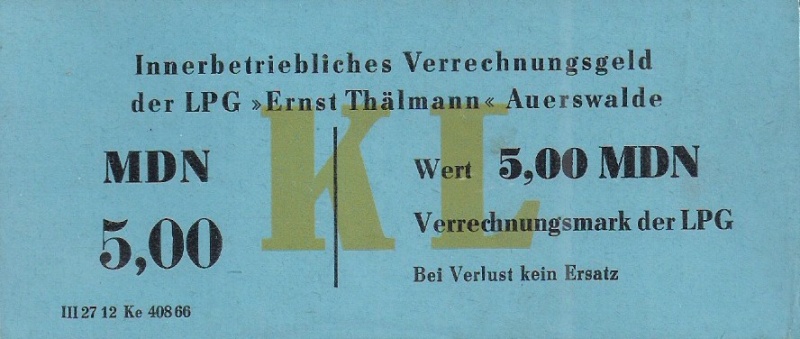 Innerbetriebliches Verrechnungsgeld
der LPG »Ernst Thälmann« Auerswalde
KL
MDN
5,00
Wert 5,00 MDN
Verrechnungsmark der LPG
Bei Verlust kein Ersatz
III 27 12 Ke 408 66